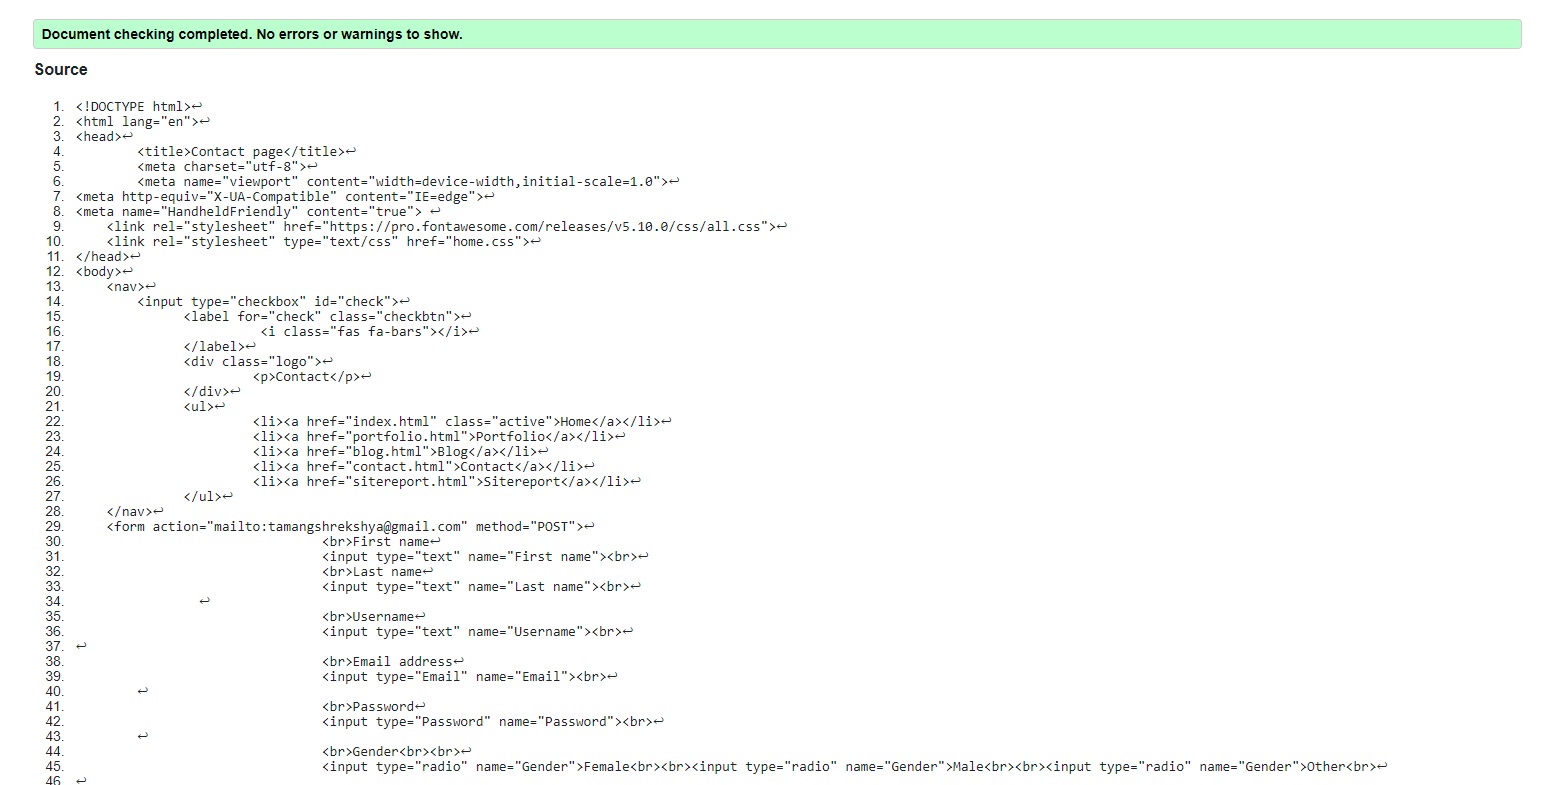 Document checking completed. No errors or warnings to show.
Source
1. <!DOCTYPE html>↩
2. <html lang="en">↩
3. <head>↩
4. <title>Contact page</title>↩
5. <meta charset="utf-8">↩
6. <meta name="viewport" content="width=device-width,initial-scale=1.0">↩
7. <meta http-equiv="X-UA-Compatible" content="IE=edge">↩
8. <meta name="HandheldFriendly" content="true"> ↩
9. <link rel="stylesheet" href="https://pro.fontawesome.com/releases/v5.10.0/css/all.css">↩
10. <link rel="stylesheet" type="text/css" href="home.css">↩
11. </head>↩
12. <body>↩
13. <nav>↩
14. <input type="checkbox" id="check">↩
15. <label for="check" class="checkbtn">↩
16. <i class="fas fa-bars"></i>↩
17. </label>↩
18. <div class="logo">↩
19. <p>Contact</p>↩
20. </div>↩
21. <ul>↩
22. <li><a href="index.html" class="active">Home</a></li>↩
23. <li><a href="portfolio.html">Portfolio</a></li>↩
24. <li><a href="blog.html">Blog</a></li>↩
25. <li><a href="contact.html">Contact</a></li>↩
26. <li><a href="sitereport.html">Sitereport</a></li>↩
27. </ul>↩
28. </nav>↩
29. <form action="mailto:tamangshrekshya@gmail.com" method="POST">↩
30. <br>First name↩
31. <input type="text" name="First name"><br>↩
32. <br>Last name↩
33. <input type="text" name="Last name"><br>↩
34. ↩
35. <br>Username↩
36. <input type="text" name="Username"><br>↩
37. ↩
38. <br>Email address↩
39. <input type="Email" name="Email"><br>↩
40. ↩
41. <br>Password↩
42. <input type="Password" name="Password"><br>↩
43. ↩
44. <br>Gender<br><br>↩
45. <input type="radio" name="Gender">Female<br><br><input type="radio" name="Gender">Male<br><br><input type="radio" name="Gender">Other<br>↩
46. ↩